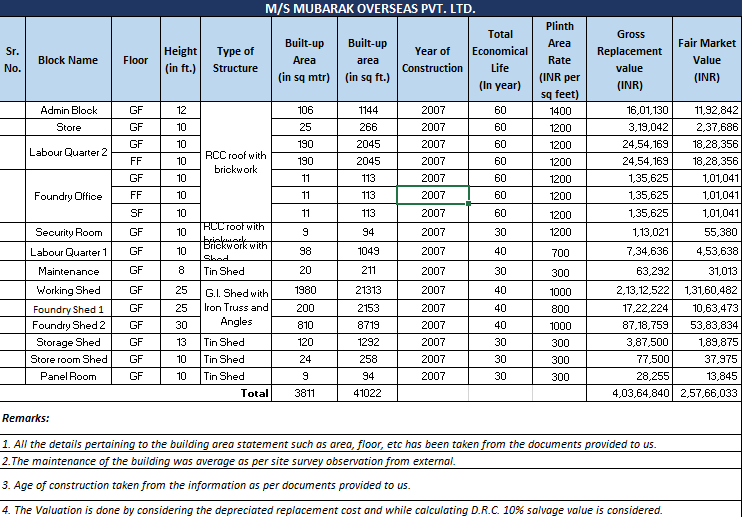 M/S MUBARAK OVERSEAS PVT. LTD.
Sr. No. Block Name Floor Height (in ft.) Type of Structure Built-up Area (in sq mtr) Built-up area (in sq ft.) Year of Construction Total Economical Life (In year) Plinth Area Rate (INR per sq feet) Gross Replacement value (INR) Fair Market Value (INR)
Admin Block GF 12 RCC roof with brickwork 106 1144 2007 60 1400 16,01,130 11,92,842
Store GF 10 25 266 2007 60 1200 3,19,042 2,37,686
Labour Quarter 2 GF 10 190 2045 2007 60 1200 24,54,169 18,28,356
FF 10 190 2045 2007 60 1200 24,54,169 18,28,356
Foundry Office GF 10 11 113 2007 60 1200 1,35,625 1,01,041
FF 10 11 113 2007 60 1200 1,35,625 1,01,041
SF 10 11 113 2007 60 1200 1,35,625 1,01,041
Security Room GF 10 RCC roof with brickwork 9 94 2007 30 1200 1,13,021 55,380
Labour Quarter 1 GF 10 Brickwork with Shed 98 1049 2007 40 700 7,34,636 4,53,638
Maintenance GF 8 Tin Shed 20 211 2007 30 300 63,292 31,013
Working Shed GF 25 G.I. Shed with Iron Truss and Angles 1980 21313 2007 40 1000 2,13,12,522 1,31,60,482
Foundry Shed 1 GF 25 200 2153 2007 40 800 17,22,224 10,63,473
Foundry Shed 2 GF 30 810 8719 2007 40 1000 87,18,759 53,83,834
Storage Shed GF 13 Tin Shed 120 1292 2007 30 300 3,87,500 1,89,875
Store room Shed GF 10 Tin Shed 24 258 2007 30 300 77,500 37,975
Panel Room GF 10 Tin Shed 9 94 2007 30 300 28,255 13,845
Total 3811 41022 4,03,64,840 2,57,66,033
Remarks:
1. All the details pertaining to the building area statement such as area, floor, etc has been taken from the documents provided to us.
2.The maintenance of the building was average as per site survey observation from external.
3. Age of construction taken from the information as per documents provided to us.
4. The Valuation is done by considering the depreciated replacement cost and while calculating D.R.C. 10% salvage value is considered.